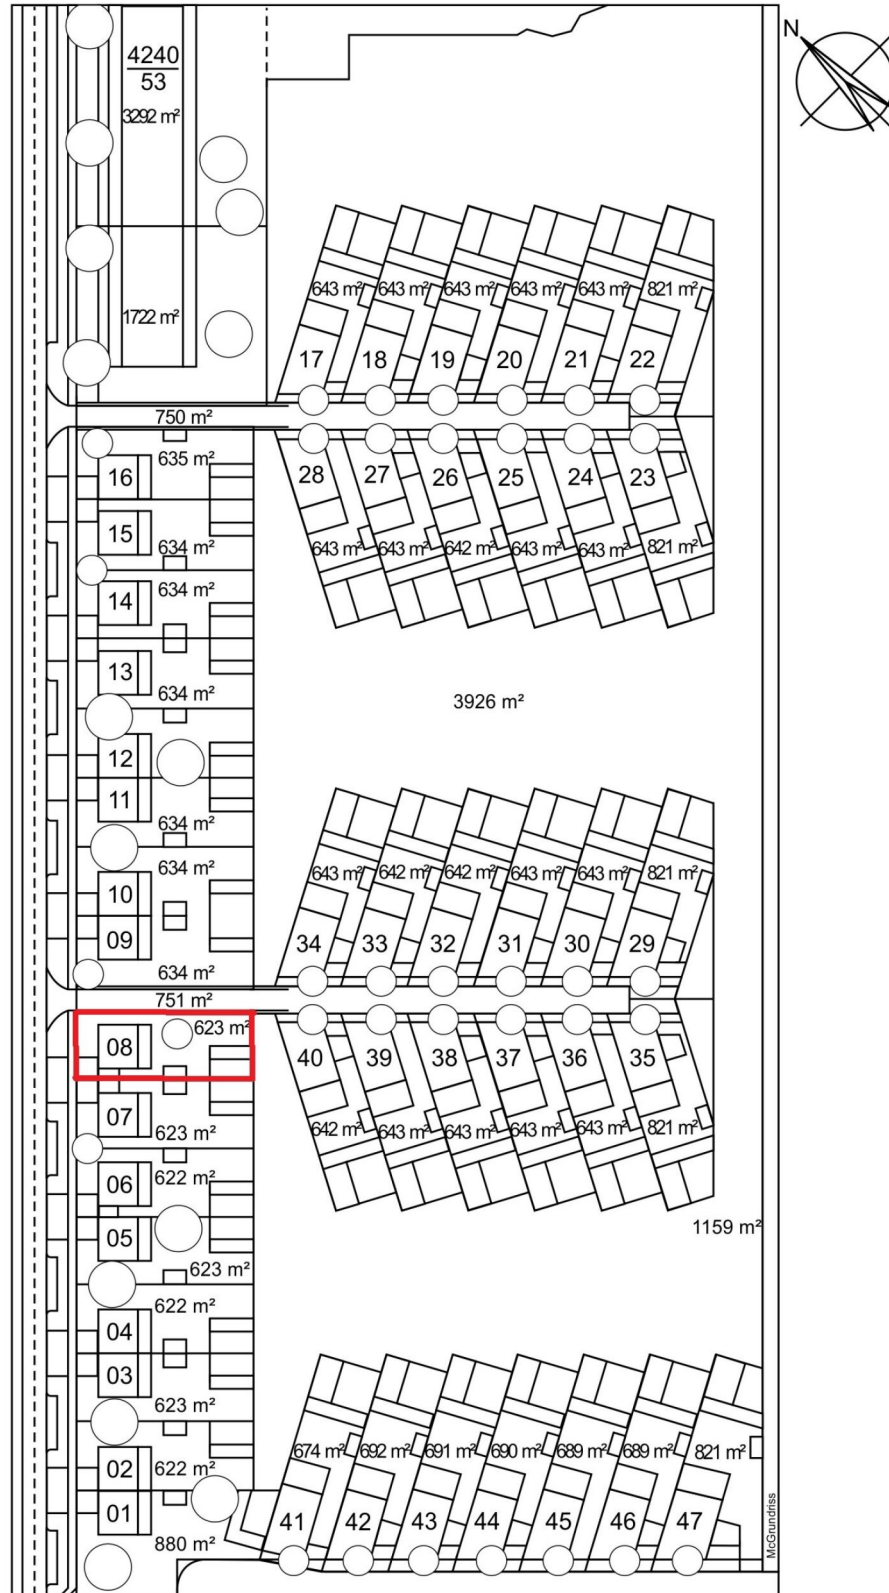 N
4240
53
3292 m²
1722 m²
643 m² 643 m² 643 m² 643 m² 643 m² 821 m²
17 18 19 20 21 22
750 m²
635 m²
16
28 27 26 25 24 23
15
634 m²
643 m² 643 m² 642 m² 643 m² 643 m² 821 m²
634 m²
14
13
634 m²
3926 m²
12
11
634 m²
634 m²
643 m² 642 m² 642 m² 643 m² 643 m² 821 m²
10
09
34 33 32 31 30 29
634 m²
751 m²
623 m²
08
40 39 38 37 36 35
07
623 m²
642 m² 643 m² 643 m² 643 m² 643 m² 821 m²
622 m²
06
05
1159 m²
623 m²
622 m²
04
03
623 m²
674 m² 692 m² 691 m² 690 m² 689 m² 689 m² 821 m²
02
622 m²
01
41 42 43 44 45 46 47
880 m²
McGrundriss